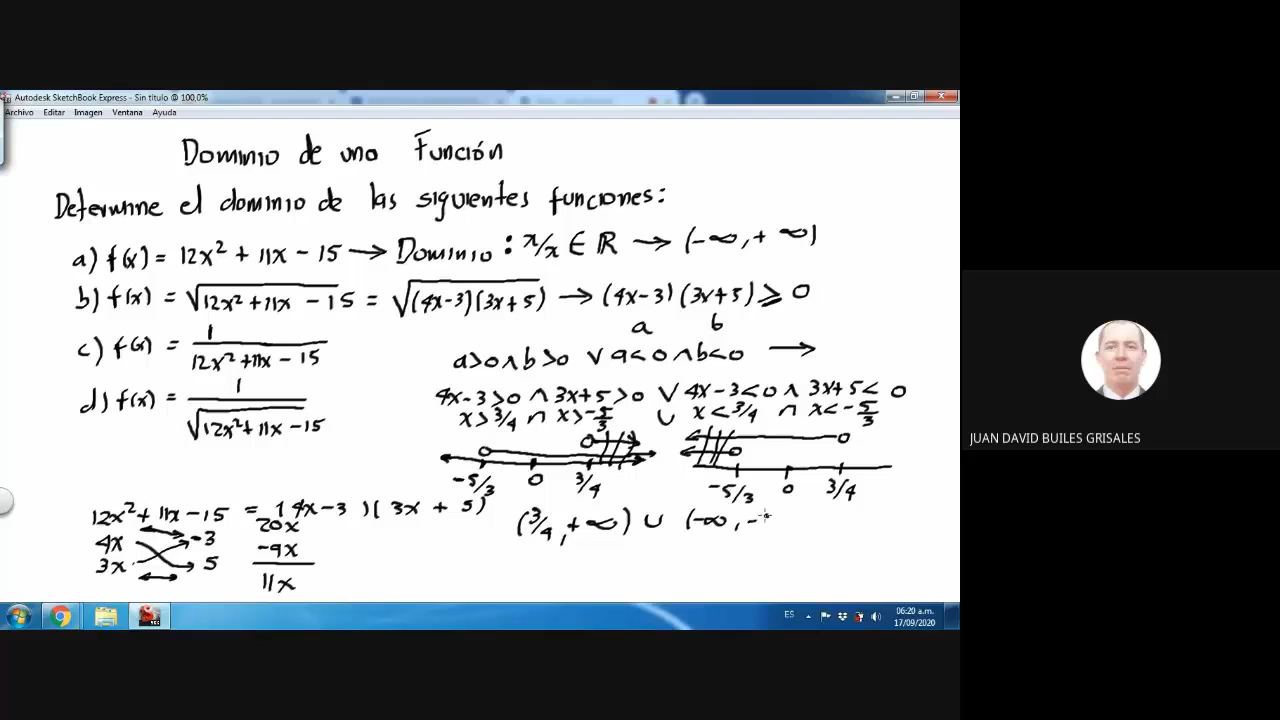 Autodesk SketchBook Express - Sin título @ 100,0%
Archivo Editar Imagen Ventana Ayuda
Dominio de una Función
Determine el dominio de las siguientes funciones:
a) f(x) = 12x² + 11x - 15 → Dominio : x/x ∈ ℝ → (-∞, + ∞)
b) f(x) = √(12x² + 11x - 15) = √((4x-3)(3x+5)) → (4x-3)(3x+5) ≥ 0
a b
c) f(x) = 1/(12x² + 11x - 15)
a>0 ∧ b>0 ∨ a<0 ∧ b<0 →
d) f(x) = 1/√(12x² + 11x - 15)
4x-3>0 ∧ 3x+5>0 ∨ 4x-3<0 ∧ 3x+5<0
x>3/4 ∩ x>-5/3 ∪ x<3/4 ∩ x<-5/3
-5/3 0 3/4 -5/3 0 3/4
12x² + 11x - 15 = (4x-3)(3x + 5)
4x -3 20x
3x 5 -9x
11x
(3/4, +∞) ∪ (-∞, -
JUAN DAVID BUILES GRISALES
ES 06:20 a.m.
17/09/2020